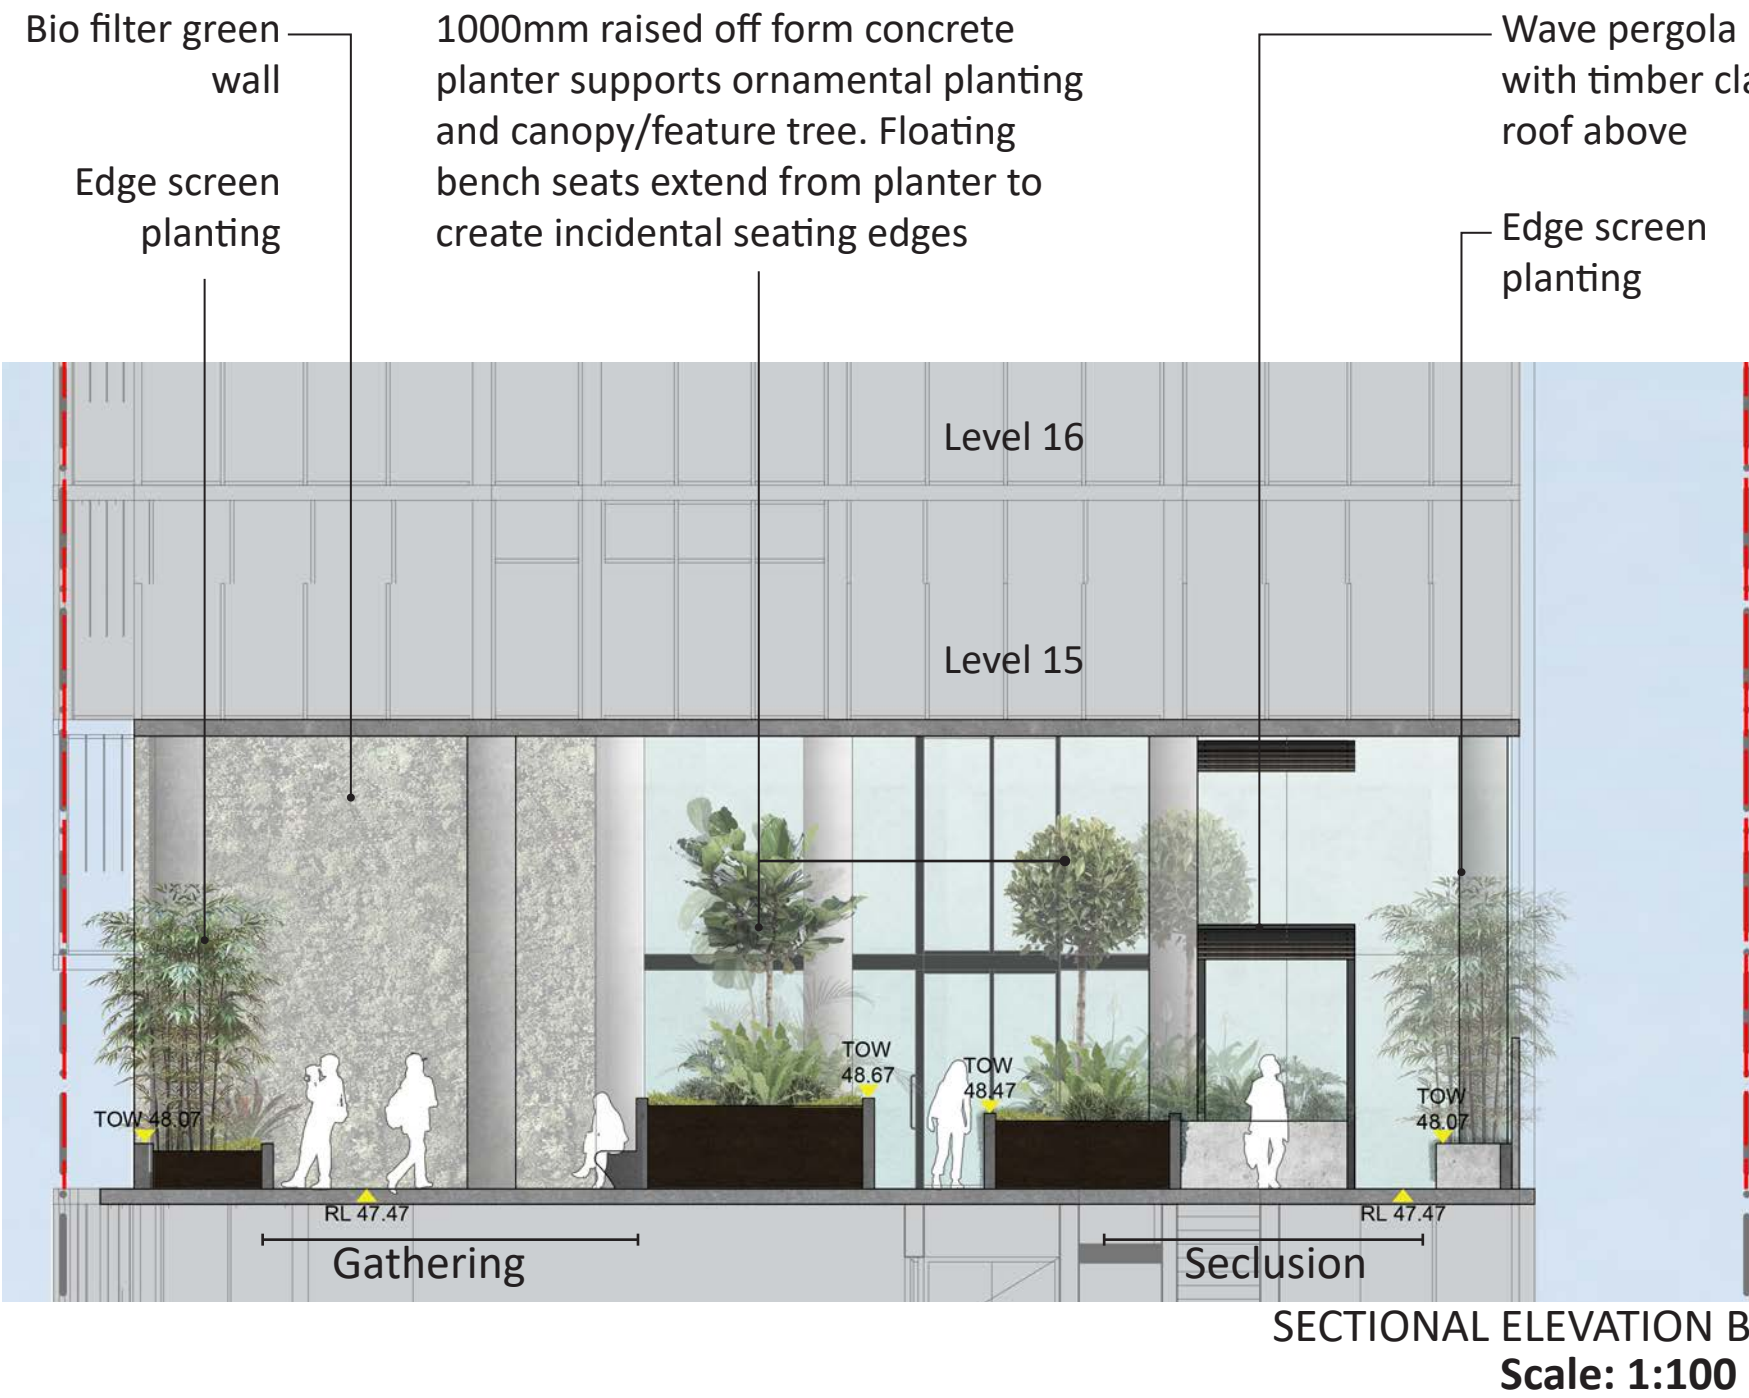 Bio filter green
wall
Edge screen
planting
1000mm raised off form concrete
planter supports ornamental planting
and canopy/feature tree. Floating
bench seats extend from planter to
create incidental seating edges
Wave pergola
with timber cla
roof above
Edge screen
planting
Level 16
Level 15
TOW 48.07
TOW
48.67
TOW
48.47
TOW
48.07
RL 47.47
RL 47.47
Gathering
Seclusion
SECTIONAL ELEVATION B
Scale: 1:100